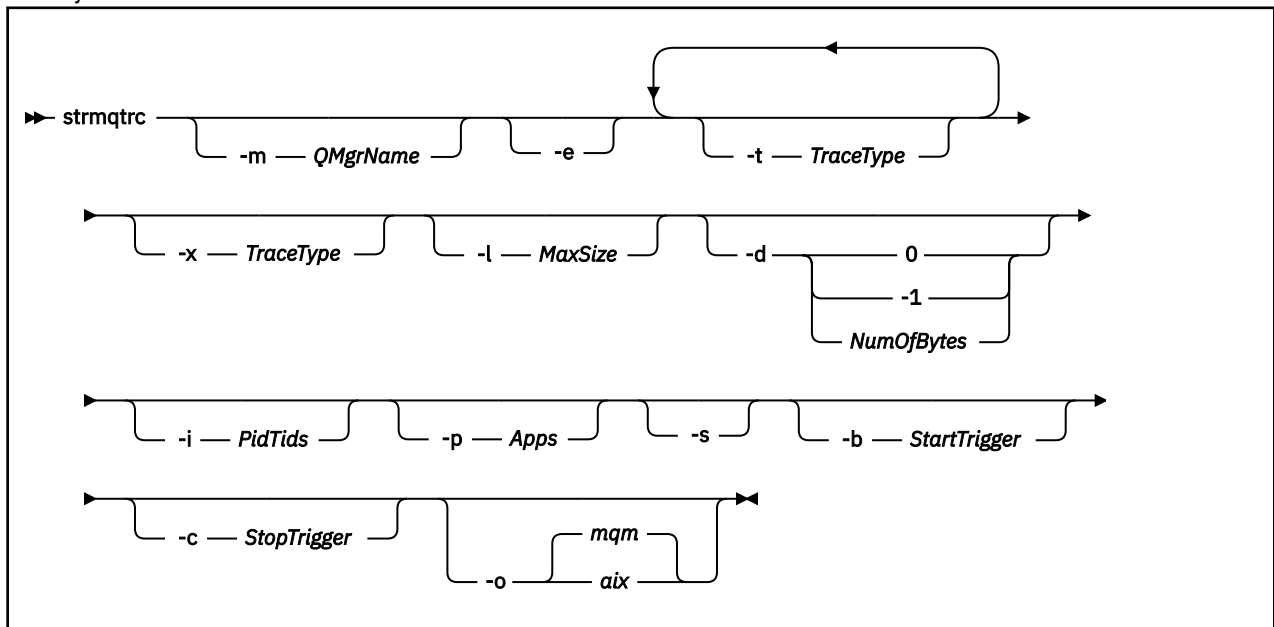 strmqtrc
-m QMgrName -e -t TraceType
-x TraceType -l MaxSize -d 0
-1
NumOfBytes
-i PidTids -p Apps -s -b StartTrigger
-c StopTrigger mqm
-o aix